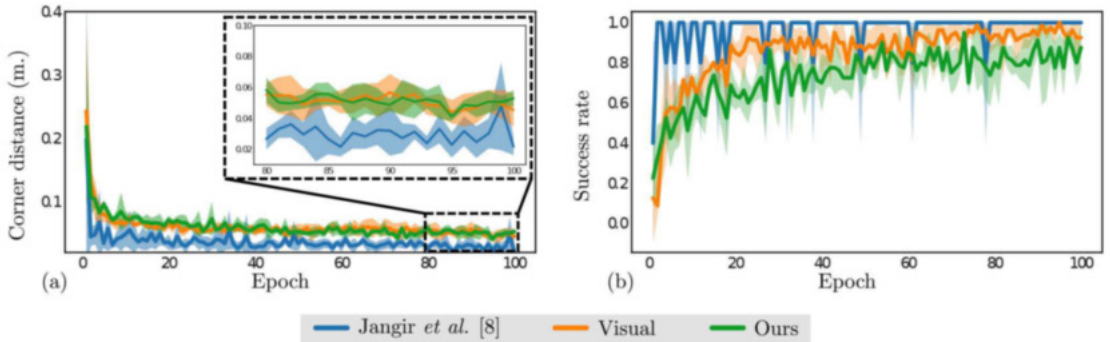 0.4
0.3
0.2
0.1
Corner distance (m.)
0.10
0.08
0.06
0.04
0.02
80 85 90 95 100
0 20 40 60 80 100
(a) Epoch
1.0
0.8
0.6
0.4
0.2
0.0
Success rate
0 20 40 60 80 100
(b) Epoch
Jangir et al. [8] Visual Ours